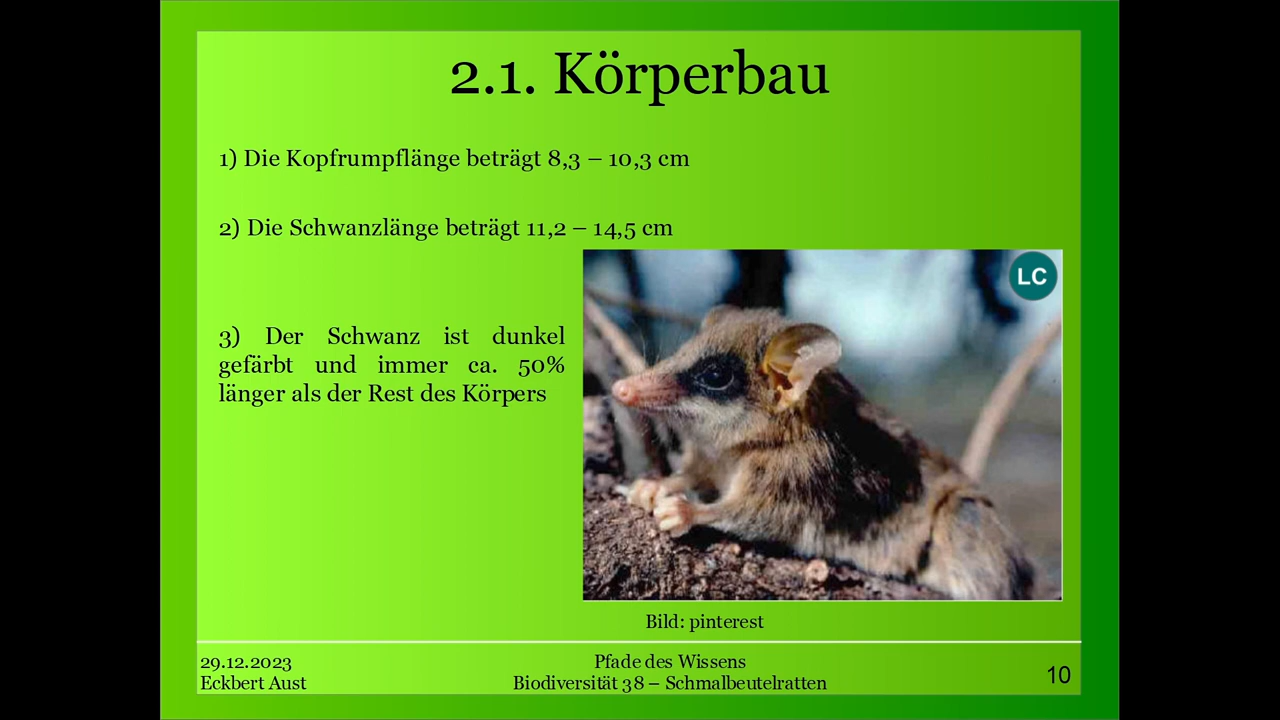 2.1. Körperbau
1) Die Kopfrumpflänge beträgt 8,3 – 10,3 cm
2) Die Schwanzlänge beträgt 11,2 – 14,5 cm
LC
3) Der Schwanz ist dunkel
gefärbt und immer ca. 50%
länger als der Rest des Körpers
Bild: pinterest
29.12.2023
Eckbert Aust
Pfade des Wissens
Biodiversität 38 – Schmalbeutelratten
10